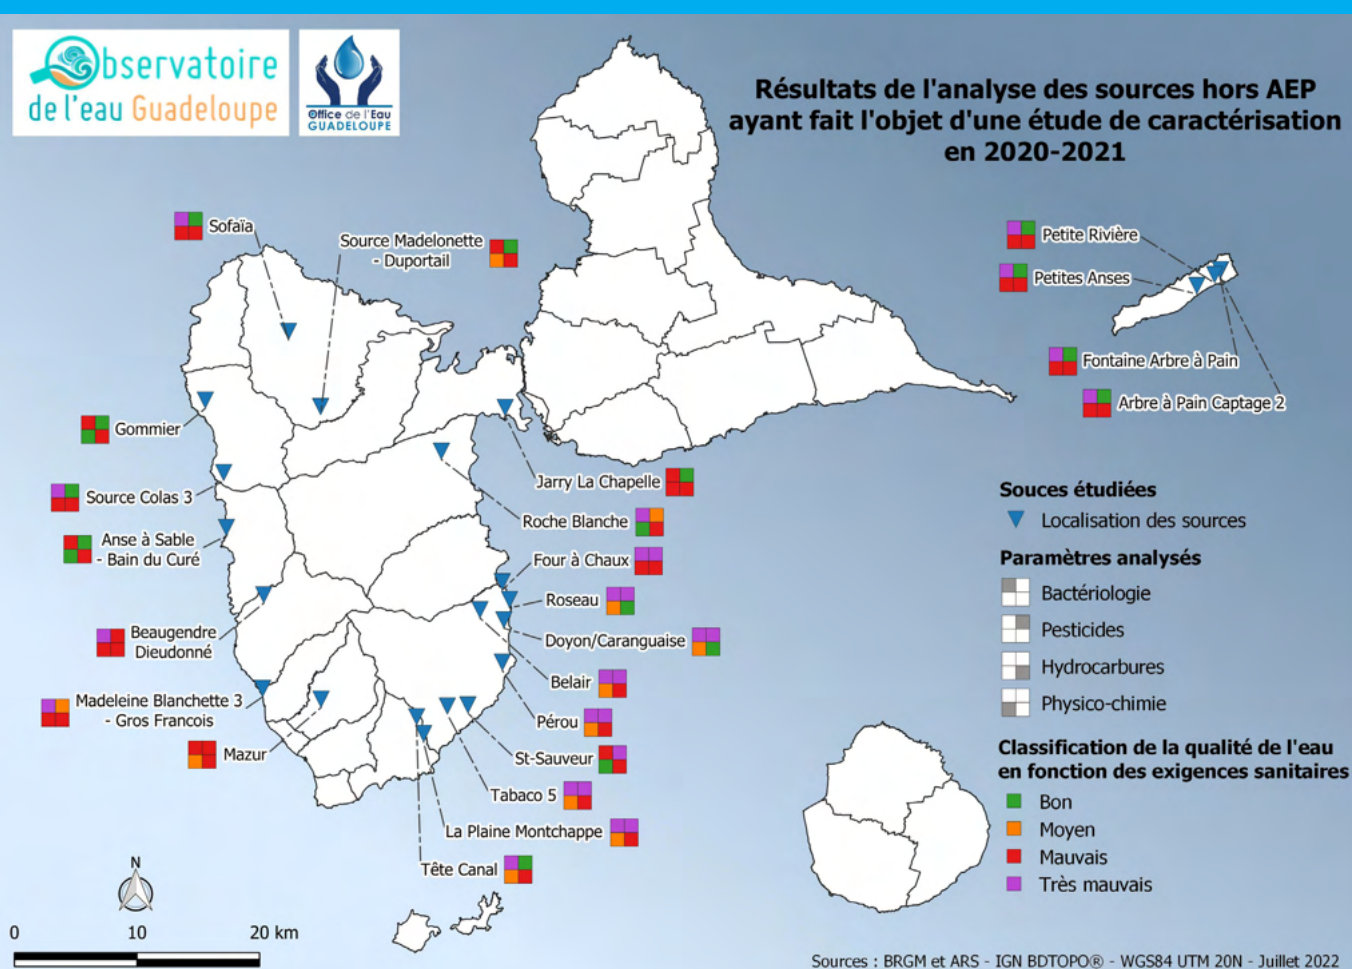 Observatoire
de l'eau Guadeloupe
Office de l'Eau
GUADELOUPE
Résultats de l'analyse des sources hors AEP
ayant fait l'objet d'une étude de caractérisation
en 2020-2021
Sofaïa
Source Madelonette
- Duportail
Petite Rivière
Petites Anses
Fontaine Arbre à Pain
Arbre à Pain Captage 2
Gommier
Source Colas 3
Anse à Sable
- Bain du Curé
Beaugendre
Dieudonné
Madeleine Blanchette 3
- Gros Francois
Mazur
Jarry La Chapelle
Roche Blanche
Four à Chaux
Roseau
Doyon/Caranguaise
Belair
Pérou
St-Sauveur
Tabaco 5
La Plaine Montchappe
Tête Canal
Souces étudiées
Localisation des sources
Paramètres analysés
Bactériologie
Pesticides
Hydrocarbures
Physico-chimie
Classification de la qualité de l'eau
en fonction des exigences sanitaires
Bon
Moyen
Mauvais
Très mauvais
N
0 10 20 km
Sources : BRGM et ARS - IGN BDTOPO® - WGS84 UTM 20N - Juillet 2022